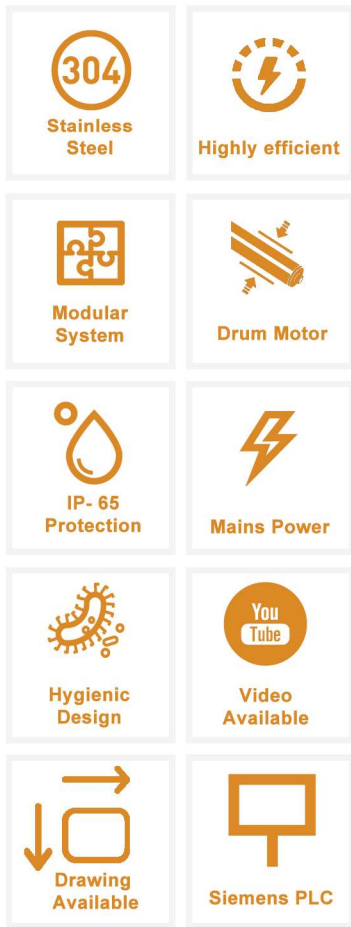 304
Stainless
Steel
Highly efficient
Modular
System
Drum Motor
IP- 65
Protection
Mains Power
Hygienic
Design
You
Tube
Video
Available
Drawing
Available
Siemens PLC